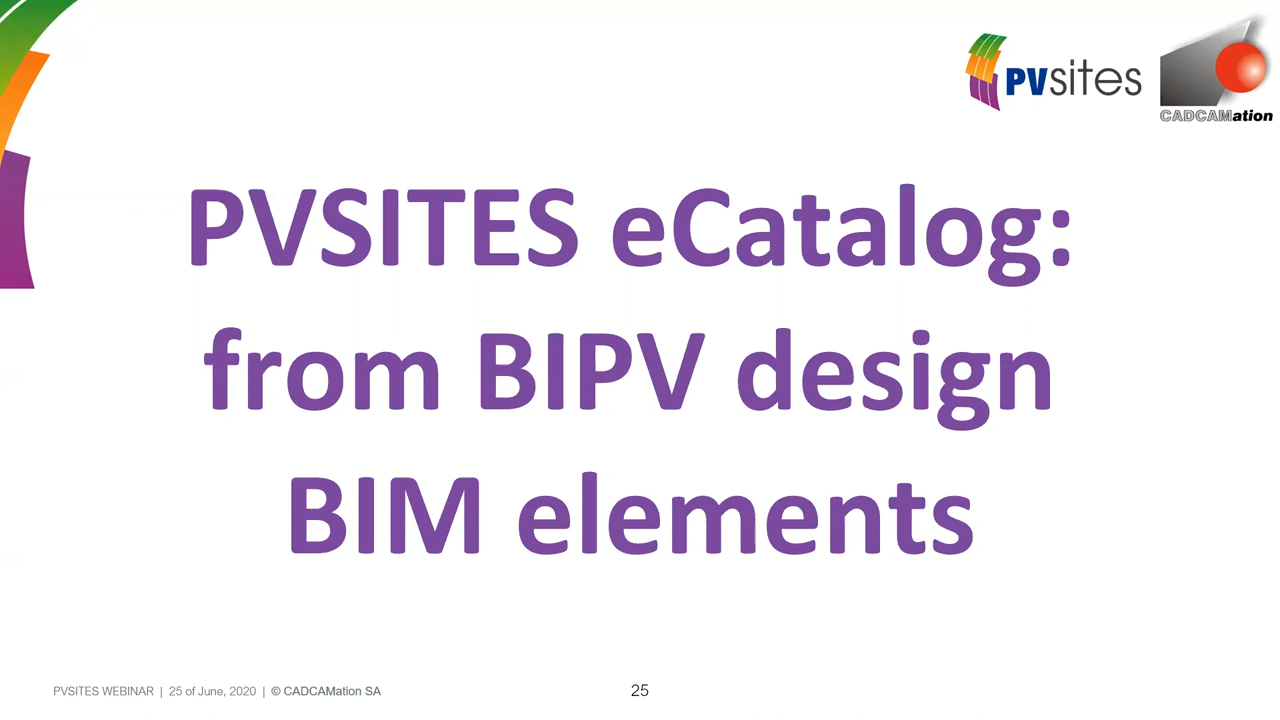 PVsites
CADCAMation
PVSITES eCatalog:
from BIPV design
BIM elements
PVSITES WEBINAR | 25 of June, 2020 | © CADCAMation SA
25